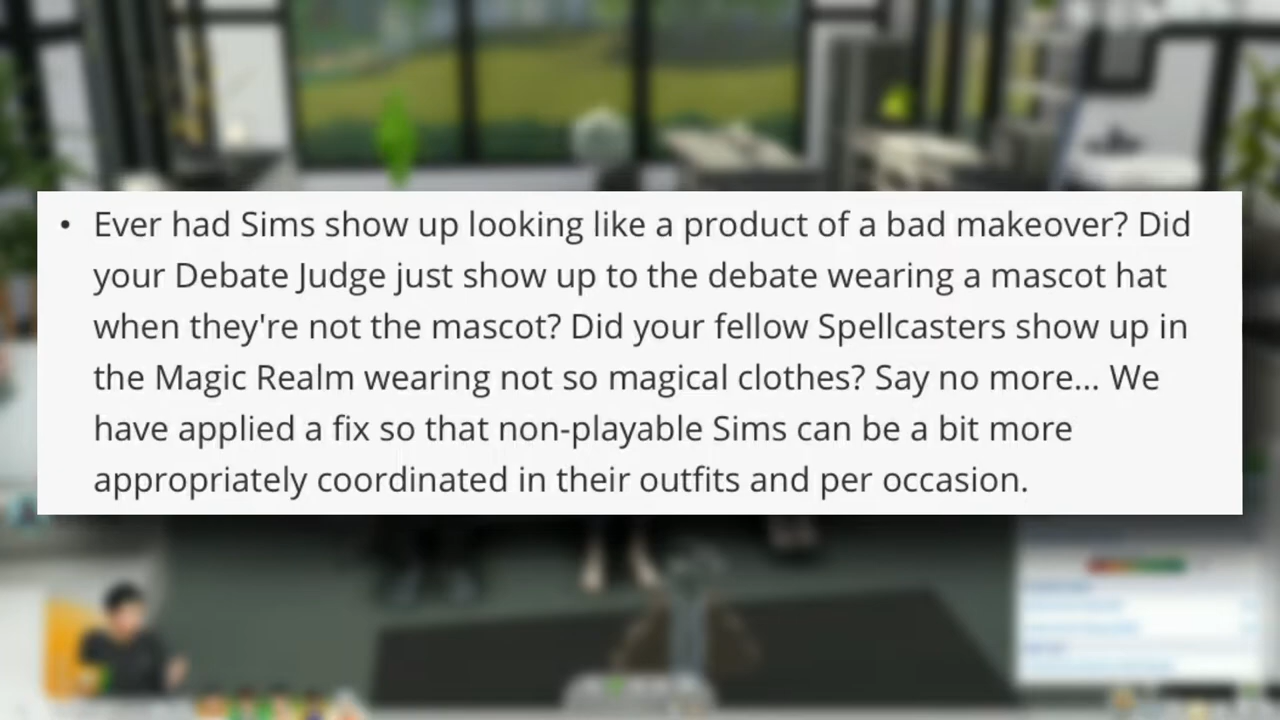 • Ever had Sims show up looking like a product of a bad makeover? Did
your Debate Judge just show up to the debate wearing a mascot hat
when they're not the mascot? Did your fellow Spellcasters show up in
the Magic Realm wearing not so magical clothes? Say no more... We
have applied a fix so that non-playable Sims can be a bit more
appropriately coordinated in their outfits and per occasion.